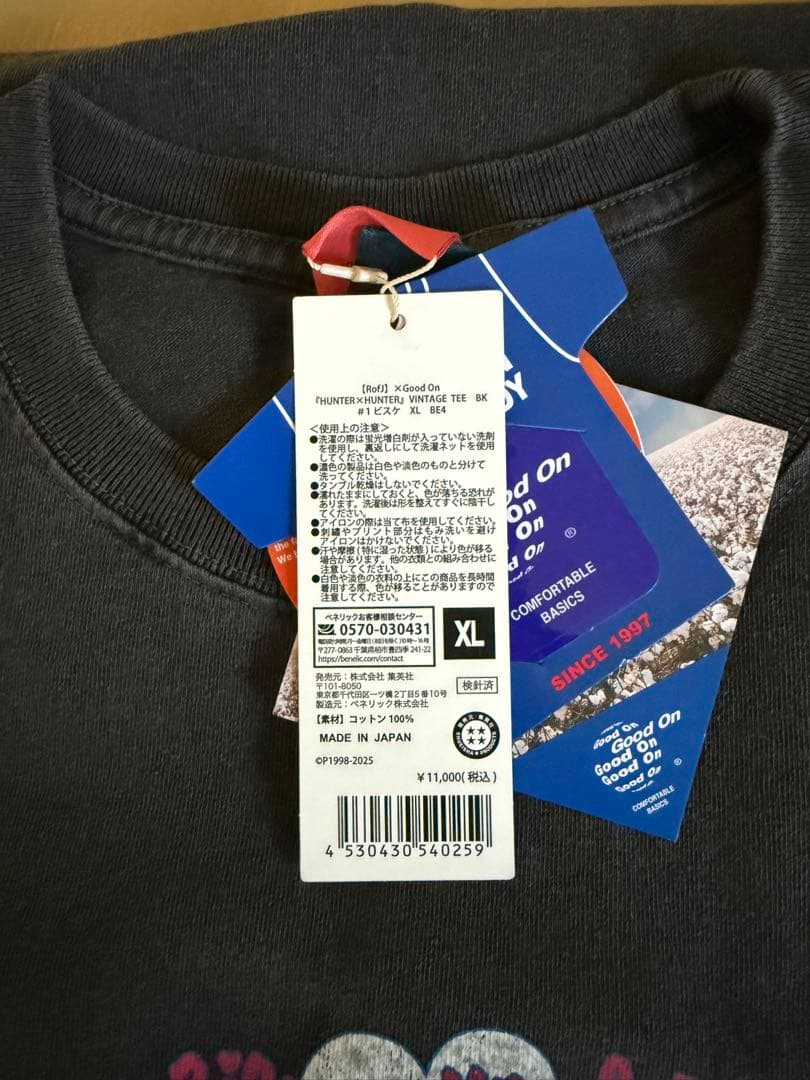 【RofJ】×Good On
『HUNTER×HUNTER』 VINTAGE TEE BK
#1 ビスケ XL BE4
＜使用上の注意＞
●洗濯の際は蛍光増白剤が入っていない洗剤
を使用し、裏返しにして洗濯ネットを使用
してください。
●濃色の製品は白色や淡色のものと分けて
洗ってください。
●タンブル乾燥はしないでください。
●濡れたままにしておくと、色が落ちる恐れが
あります。洗濯後は形を整えてすぐに陰干し
してください。
●アイロンの際は当て布を使用してください。
●刺繍やプリント部分はもみ洗いを避け
アイロンはかけないでください。
●汗や摩擦(特に湿った状態)により色が移る
場合があります。他の衣類との組み合わせに
注意してください。
●白色や淡色の衣料の上にこの商品を長時間
着用する際、色が移ることがありますので
注意してください。
ベネリックお客様相談センター
0570-030431
〒277-0863 千葉県柏市豊四季 241-22
https://benelic.com/contact
XL
発売元：株式会社 集英社
〒101-8050
東京都千代田区一ツ橋2丁目5番10号
製造元：ベネリック株式会社
検針済
【素材】コットン 100%
MADE IN JAPAN
©P1998-2025
￥11,000(税込)
4 530430 540259
Good On
On
On
COMFORTABLE
BASICS
SINCE 1997
Good On
Good On
Good On
Good On
Good On
®
COMFORTABLE
BASICS